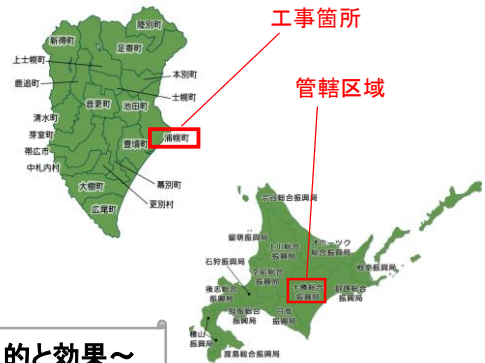 工事箇所
管轄区域
陸別町
新得町
足寄町
上士幌町
本別町
鹿追町
士幌町
音更町
池田町
清水町
浦幌町
芽室町
豊頃町
帯広市
中札内村
幕別町
大樹町
更別村
広尾町
宗谷総合振興局
留萌振興局
上川総合
振興局
オホーツク
総合振興局
石狩振興局
空知総合
振興局
根室振興局
十勝総合
振興局
釧路総合
振興局
後志総合
振興局
胆振総合
振興局
日高
振興局
檜山
振興局
渡島総合振興局
的と効果~